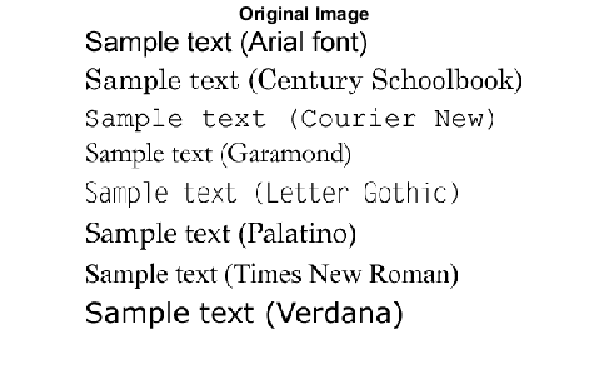 Original Image
Sample text (Arial font)
Sample text (Century Schoolbook)
Sample text (Courier New)
Sample text (Garamond)
Sample text (Letter Gothic)
Sample text (Palatino)
Sample text (Times New Roman)
Sample text (Verdana)